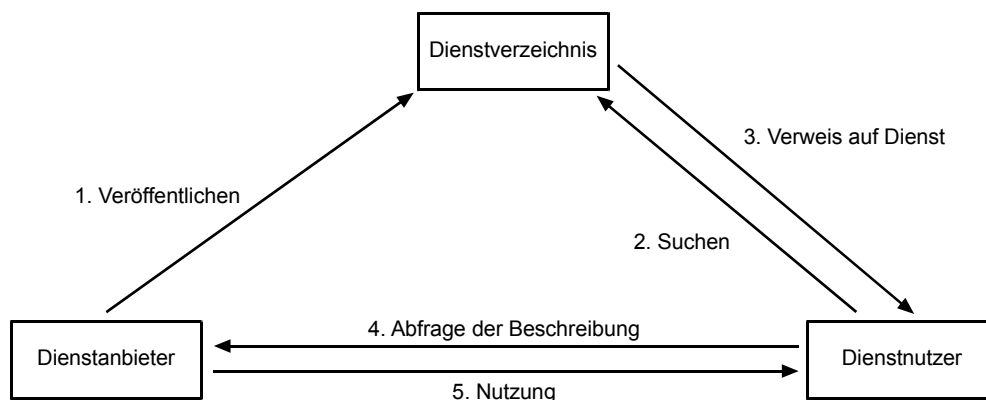 Dienstverzeichnis
3. Verweis auf Dienst
1. Veröffentlichen
2. Suchen
4. Abfrage der Beschreibung
Dienstanbieter
Dienstnutzer
5. Nutzung